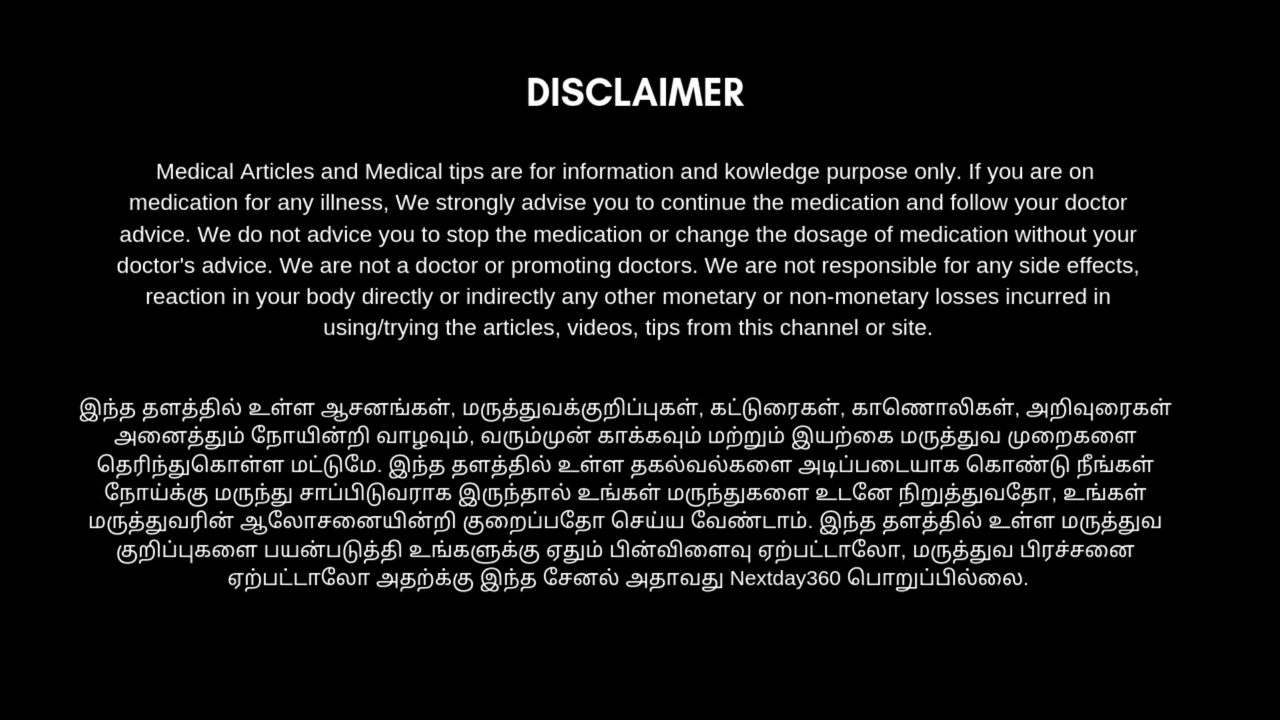 DISCLAIMER
Medical Articles and Medical tips are for information and kowledge purpose only. If you are on
medication for any illness, We strongly advise you to continue the medication and follow your doctor
advice. We do not advice you to stop the medication or change the dosage of medication without your
doctor's advice. We are not a doctor or promoting doctors. We are not responsible for any side effects,
reaction in your body directly or indirectly any other monetary or non-monetary losses incurred in
using/trying the articles, videos, tips from this channel or site.
இந்த தளத்தில் உள்ள ஆசனங்கள், மருத்துவக்குறிப்புகள், கட்டுரைகள், காணொலிகள், அறிவுரைகள்
அனைத்தும் நோயின்றி வாழவும், வரும்முன் காக்கவும் மற்றும் இயற்கை மருத்துவ முறைகளை
தெரிந்துகொள்ள மட்டுமே. இந்த தளத்தில் உள்ள தகல்வல்களை அடிப்படையாக கொண்டு நீங்கள்
நோய்க்கு மருந்து சாப்பிடுவராக இருந்தால் உங்கள் மருந்துகளை உடனே நிறுத்துவதோ, உங்கள்
மருத்துவரின் ஆலோசனையின்றி குறைப்பதோ செய்ய வேண்டாம். இந்த தளத்தில் உள்ள மருத்துவ
குறிப்புகளை பயன்படுத்தி உங்களுக்கு ஏதும் பின்விளைவு ஏற்பட்டாலோ, மருத்துவ பிரச்சனை
ஏற்பட்டாலோ அதற்க்கு இந்த சேனல் அதாவது Nextday360 பொறுப்பில்லை.